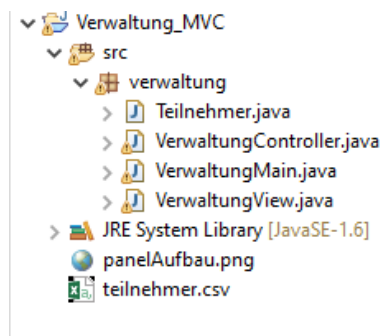 Verwaltung_MVC
src
verwaltung
Teilnehmer.java
VerwaltungController.java
VerwaltungMain.java
VerwaltungView.java
JRE System Library [JavaSE-1.6]
panelAufbau.png
teilnehmer.csv